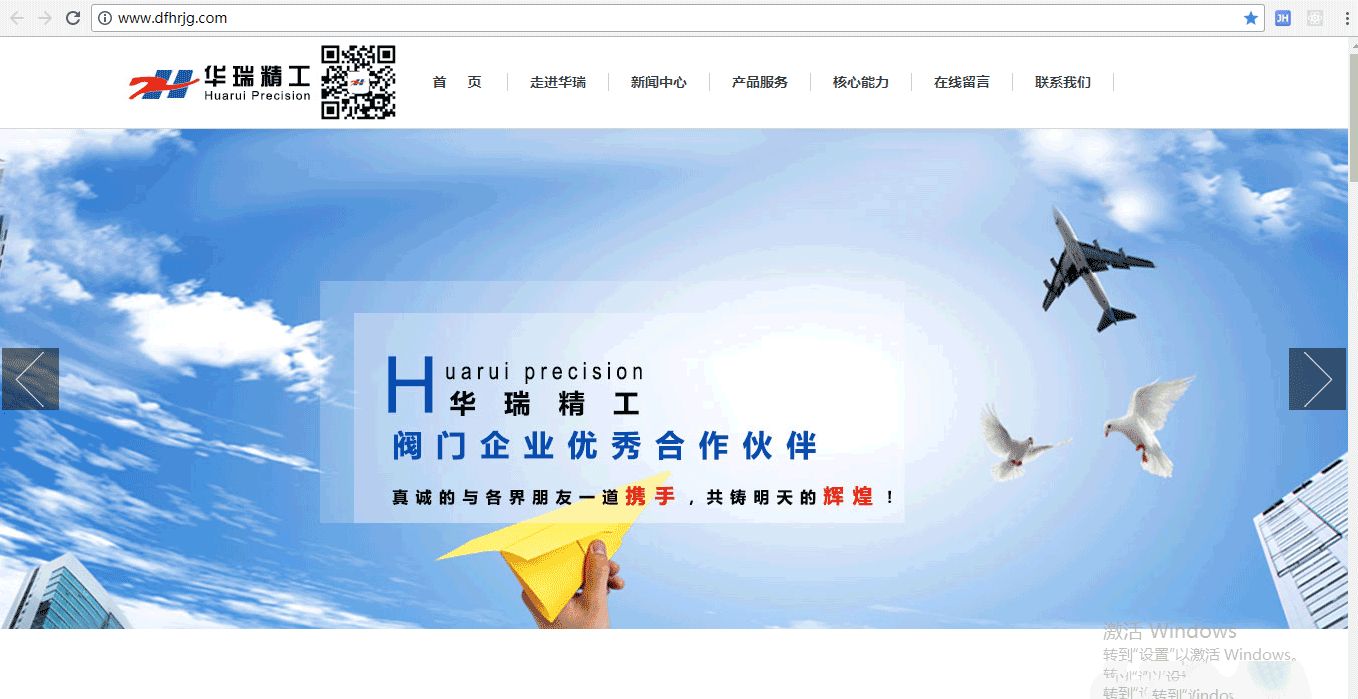 www.dfhrjg.com
JH
华瑞精工
Huarui Precision
首 页 走进华瑞 新闻中心 产品服务 核心能力 在线留言 联系我们
Huarui precision
华瑞精工
阀门企业优秀合作伙伴
真诚的与各界朋友一道携手，共铸明天的辉煌！
激活 Windows
转到"设置"以激活 Windows。